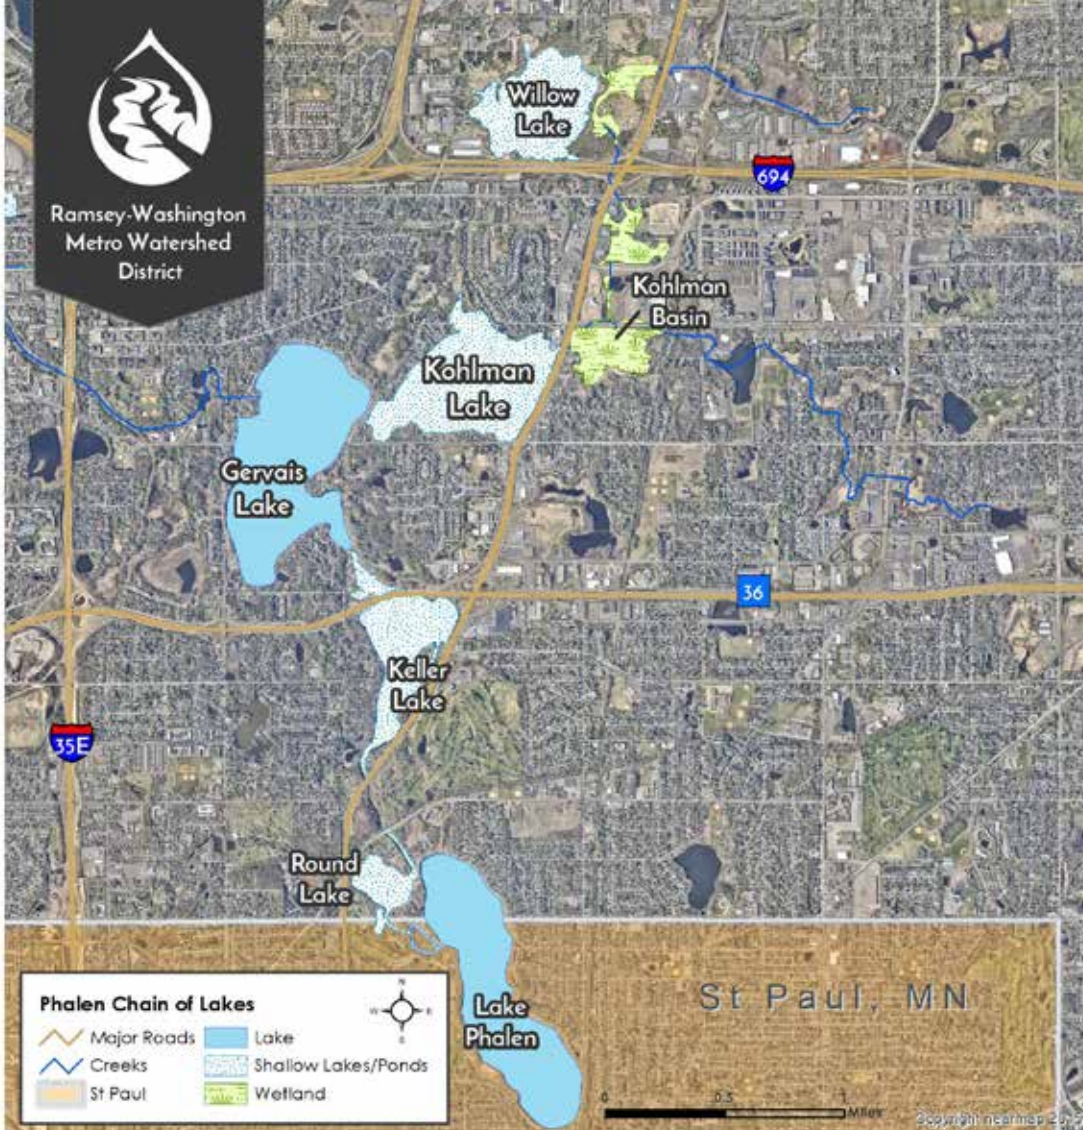 Ramsey-Washington
Metro Watershed
District
Willow
Lake
694
Kohlman
Basin
Kohlman
Lake
Gervais
Lake
36
Keller
Lake
35E
Round
Lake
St Paul, MN
Lake
Phalen
Phalen Chain of Lakes
Major Roads
Lake
Creeks
Shallow Lakes/Ponds
St Paul
Wetland
N
W
E
S
0
0.5
1
Miles
Copyright nearmap